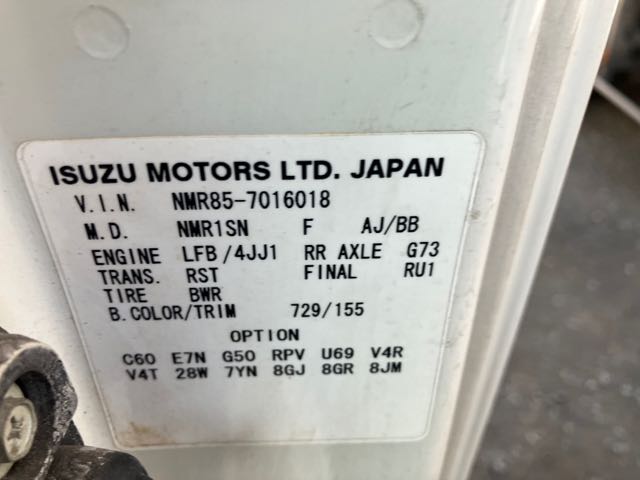 ISUZU MOTORS LTD. JAPAN
V.I.N. NMR85-7016018
M.D. NMR1SN F AJ/BB
ENGINE LFB/4JJ1 RR AXLE G73
TRANS. RST FINAL RU1
TIRE BWR
B.COLOR/TRIM 729/155
OPTION
C60 E7N G50 RPV U69 V4R
V4T 28W 7YN 8GJ 8GR 8JM